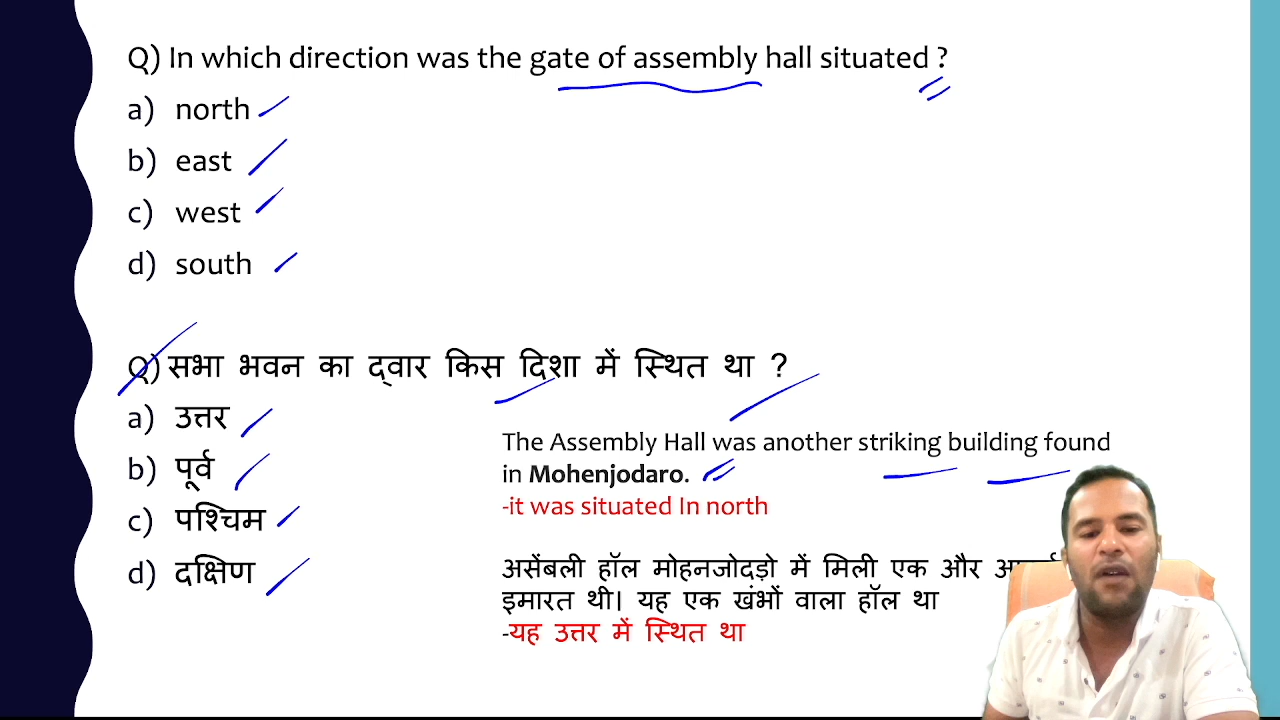 Q) In which direction was the gate of assembly hall situated ?
a) north
b) east
c) west
d) south
Q) सभा भवन का द्वार किस दिशा में स्थित था ?
a) उत्तर
b) पूर्व
c) पश्चिम
d) दक्षिण
The Assembly Hall was another striking building found
in Mohenjodaro.
-it was situated In north
असेंबली हॉल मोहनजोदड़ो में मिली एक और
इमारत थी। यह एक खंभों वाला हॉल था
-यह उत्तर में स्थित था